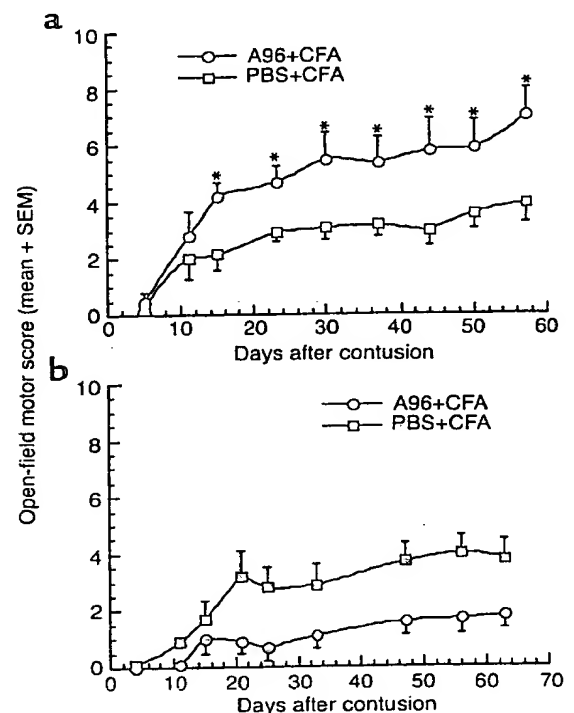 a
10
8
6
4
2
0
A96+CFA
PBS+CFA
* * * * * * *
0 10 20 30 40 50 60
Days after contusion
Open-field motor score (mean + SEM)
b
10
8
6
4
2
0
A96+CFA
PBS+CFA
0 10 20 30 40 50 60 70
Days after contusion